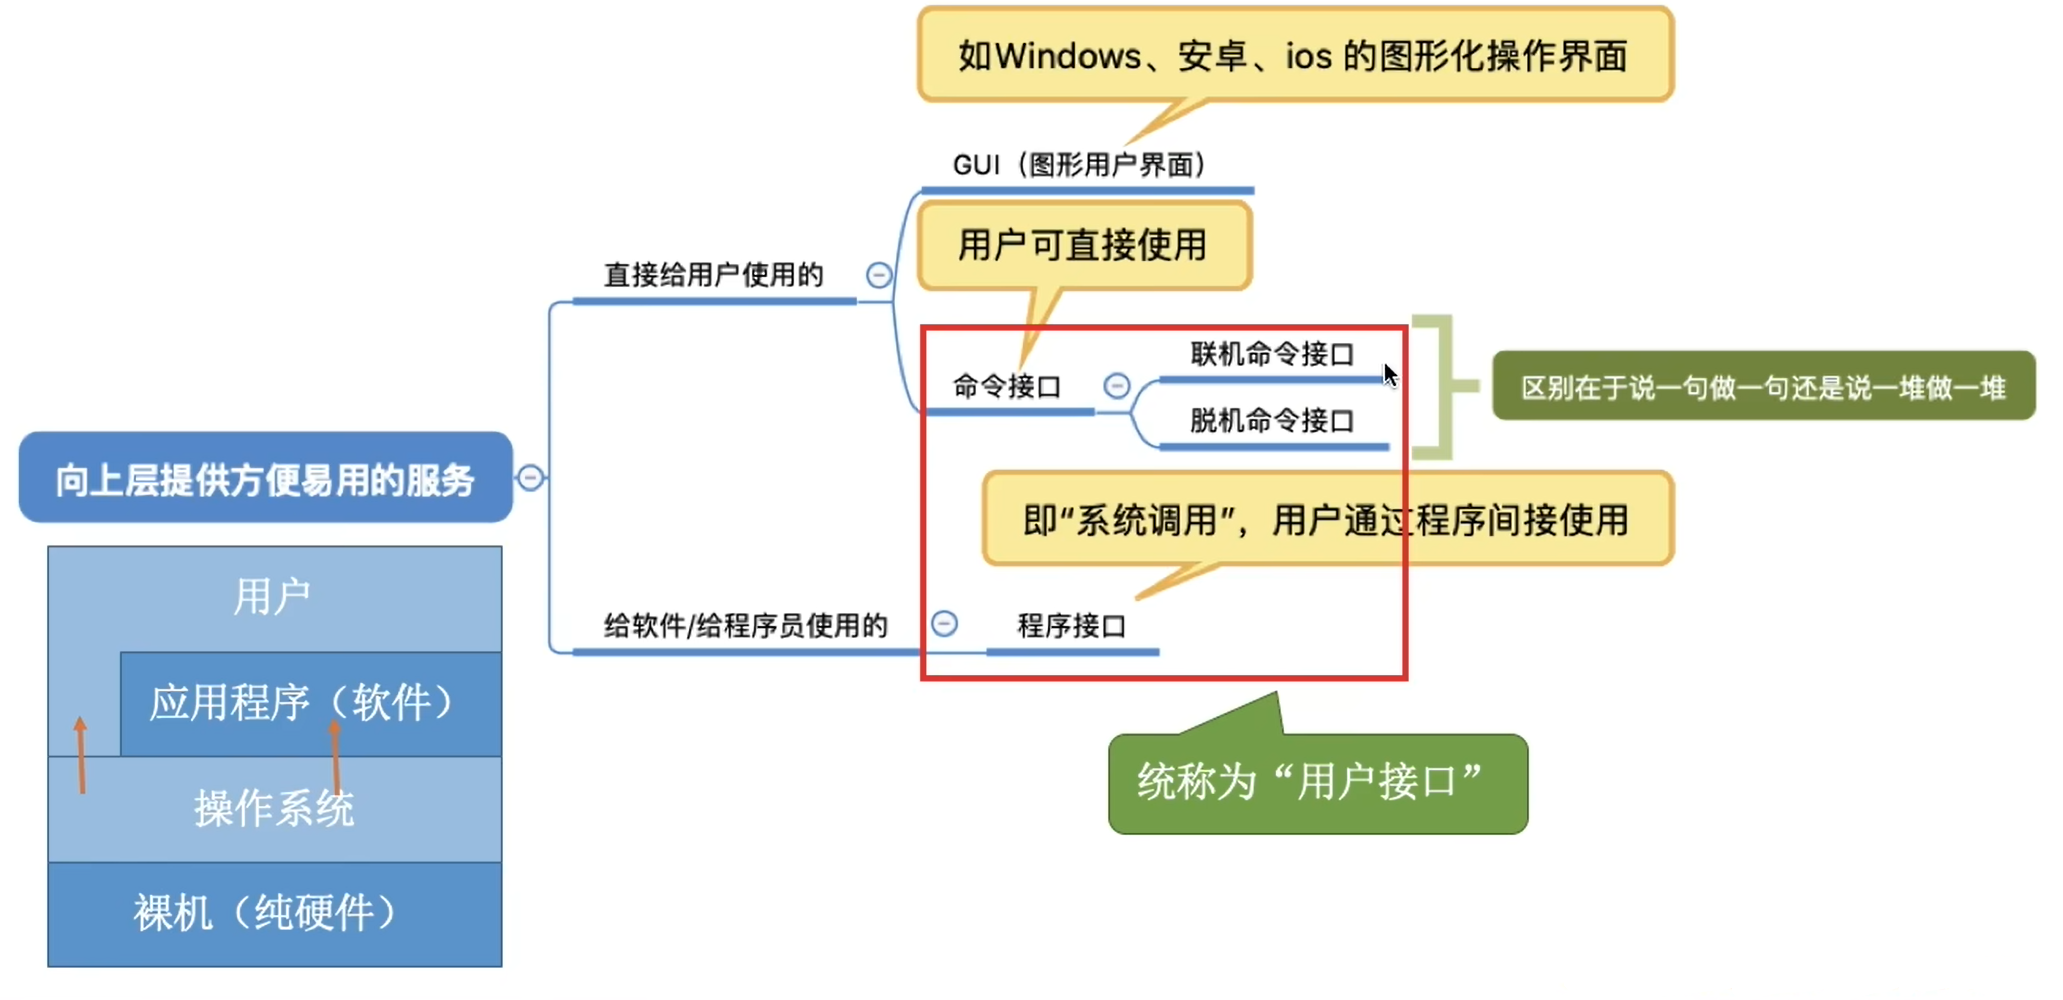 如Windows、安卓、ios 的图形化操作界面
GUI（图形用户界面）
用户可直接使用
直接给用户使用的
联机命令接口
命令接口
脱机命令接口
区别在于说一句做一句还是说一堆做一堆
向上层提供方便易用的服务
即“系统调用”，用户通过程序间接使用
给软件/给程序员使用的
程序接口
统称为“用户接口”
用户
应用程序（软件）
操作系统
裸机（纯硬件）